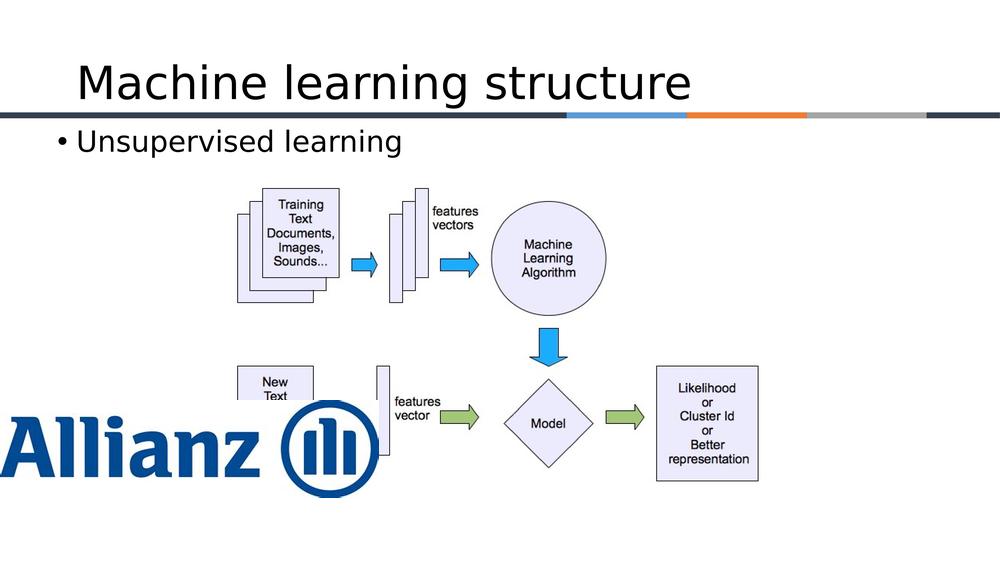 Machine learning structure
• Unsupervised learning
Training
Text
Documents,
Images,
Sounds...
features
vectors
Machine
Learning
Algorithm
New
Text
features
vector
Model
Likelihood
or
Cluster Id
or
Better
representation
Allianz